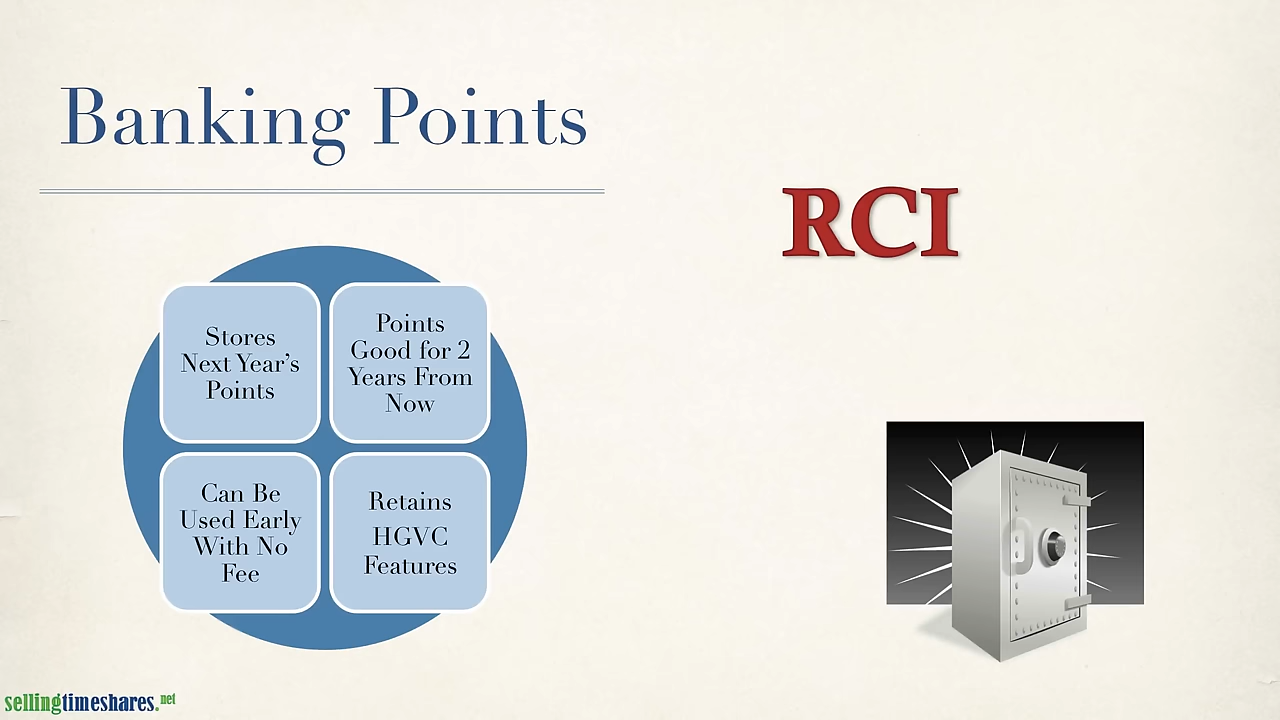 Banking Points
RCI
Stores
Next Year’s
Points
Points
Good for 2
Years From
Now
Can Be
Used Early
With No
Fee
Retains
HGVC
Features
sellingtimeshares.net